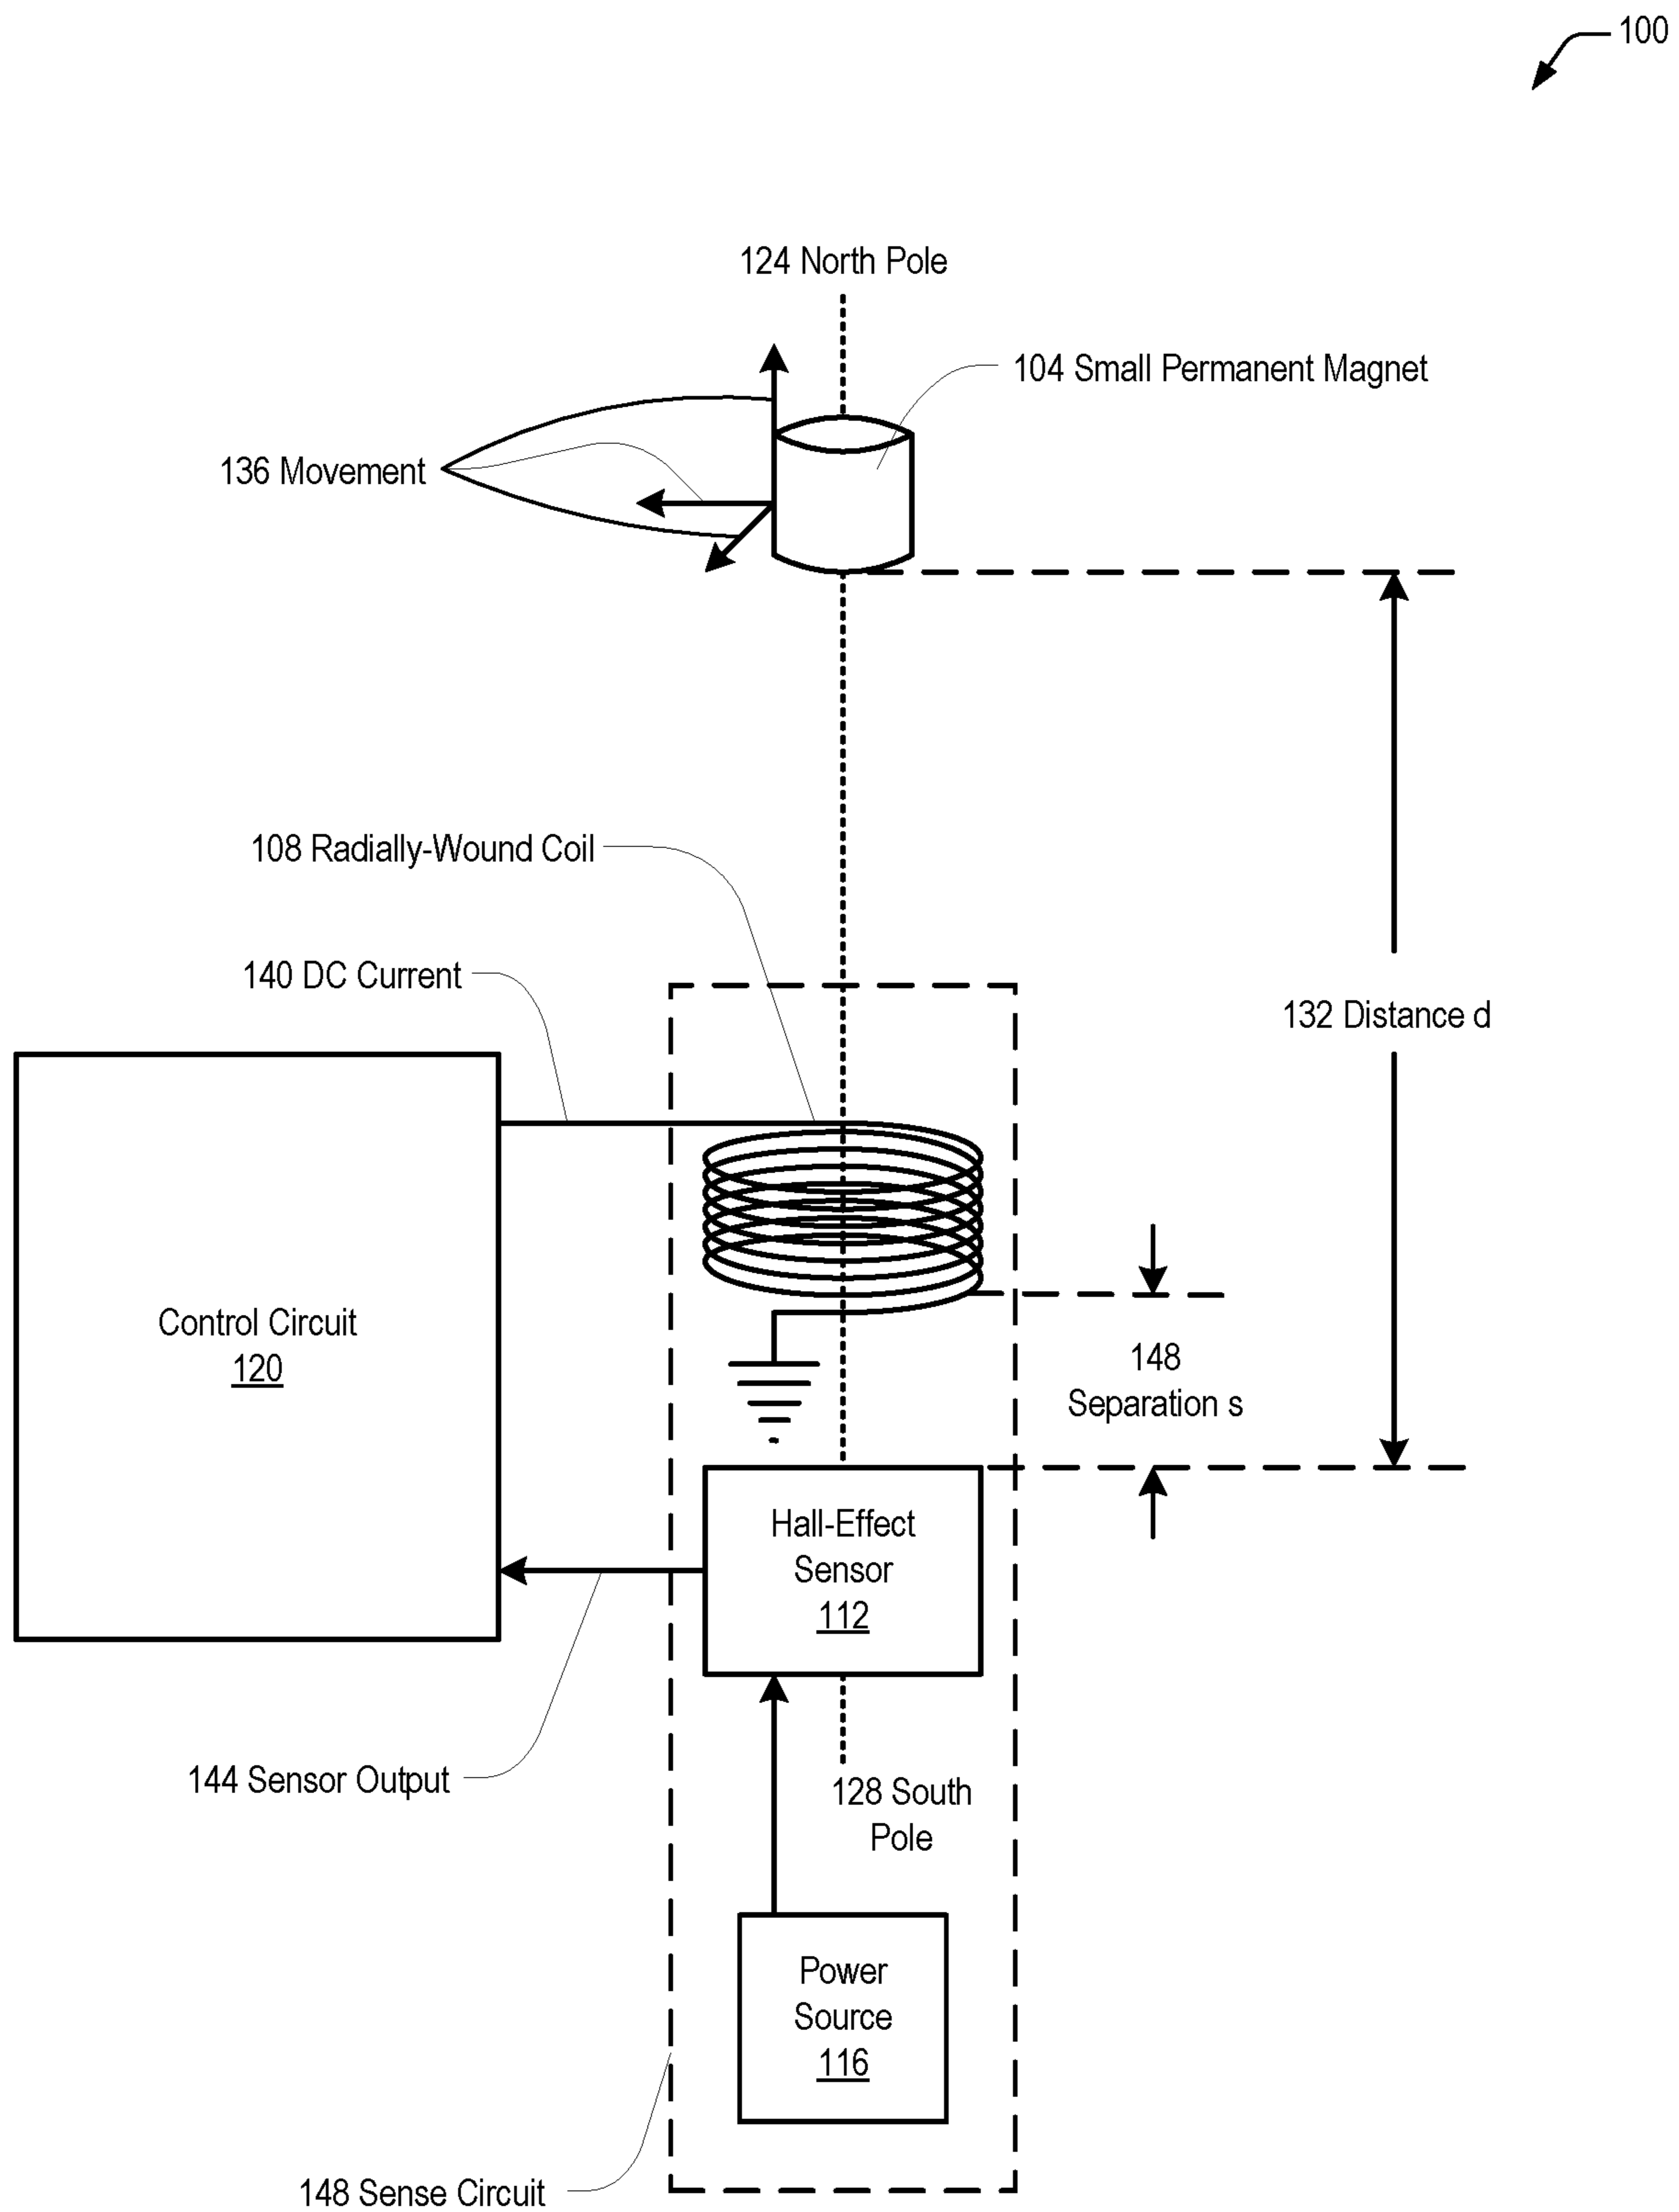 100
124 North Pole
104 Small Permanent Magnet
136 Movement
108 Radially-Wound Coil
140 DC Current
132 Distance d
Control Circuit
120
148
Separation s
Hall-Effect
Sensor
112
144 Sensor Output
128 South
Pole
Power
Source
116
148 Sense Circuit